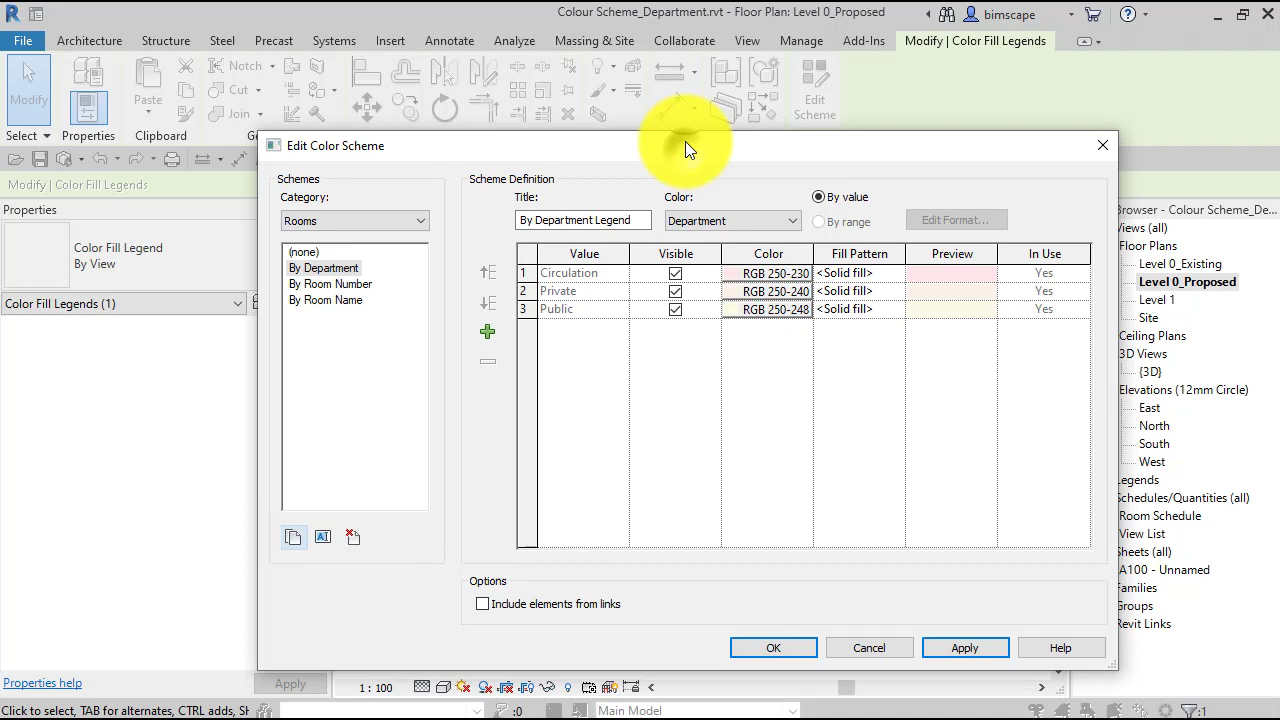 Colour Scheme_Department.rvt - Floor Plan: Level 0_Proposed
bimscape
File
Architecture
Structure
Steel
Precast
Systems
Insert
Annotate
Analyze
Massing & Site
Collaborate
View
Manage
Add-Ins
Modify | Color Fill Legends
Modify
Paste
Notch
Cut
Join
Edit
Scheme
Select
Properties
Clipboard
Modify | Color Fill Legends
Properties
Color Fill Legend
By View
Color Fill Legends (1)
Properties help
Apply
Edit Color Scheme
Schemes
Category:
Rooms
(none)
By Department
By Room Number
By Room Name
Scheme Definition
Title:
By Department Legend
Color:
Department
By value
By range
Edit Format...
Value Visible Color Fill Pattern Preview In Use
1 Circulation RGB 250-230 <Solid fill> Yes
2 Private RGB 250-240 <Solid fill> Yes
3 Public RGB 250-248 <Solid fill> Yes
Options
Include elements from links
OK
Cancel
Apply
Help
Browser - Colour Scheme_De...
Views (all)
Floor Plans
Level 0_Existing
Level 0_Proposed
Level 1
Site
Ceiling Plans
3D Views
{3D}
Elevations (12mm Circle)
East
North
South
West
Legends
Schedules/Quantities (all)
Room Schedule
View List
Sheets (all)
A100 - Unnamed
Families
Groups
Revit Links
1 : 100
Click to select, TAB for alternates, CTRL adds, SH
:0
Main Model
:1